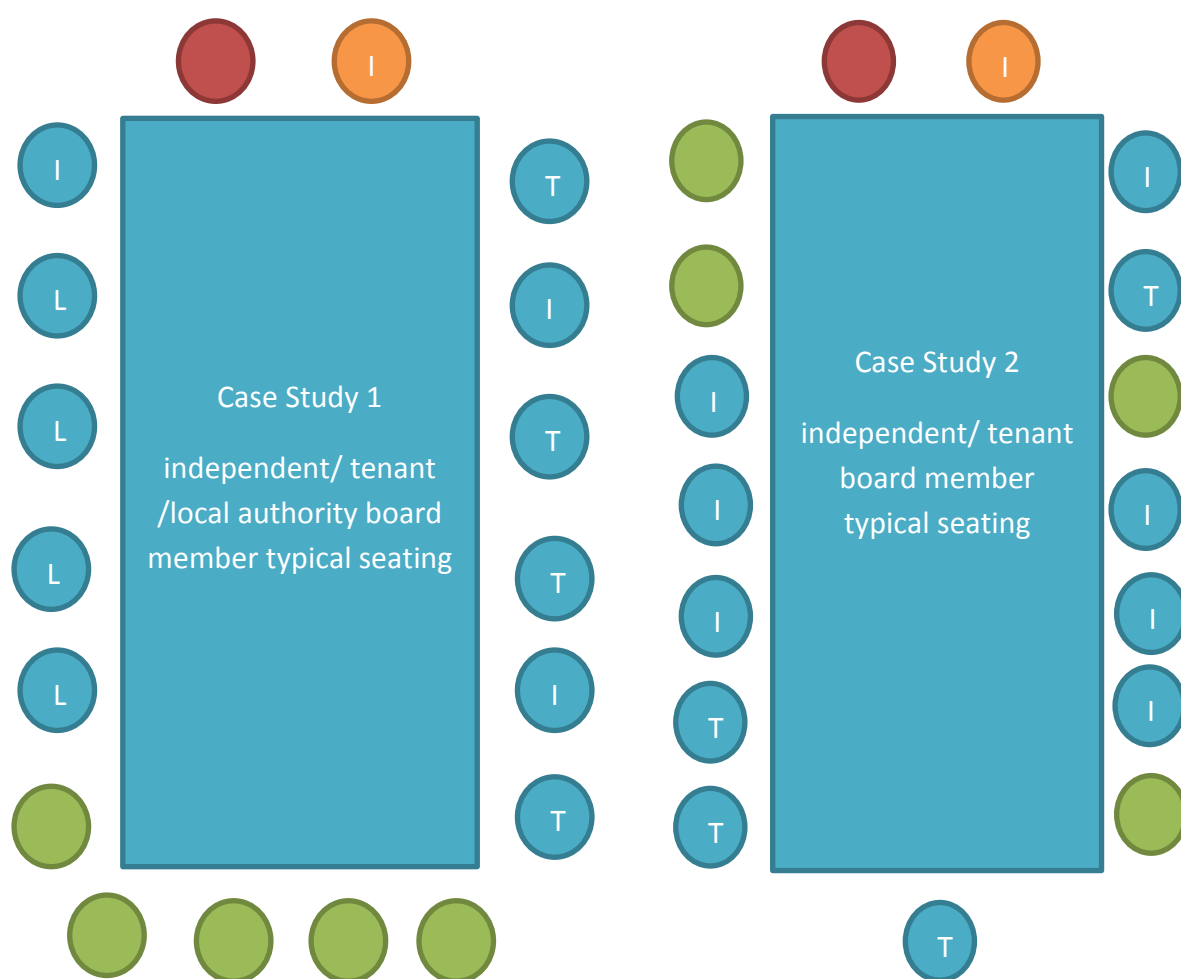 I
I
L
L
L
L
Case Study 1
independent/ tenant
/local authority board
member typical seating
T
I
T
T
I
T
I
I
I
I
T
T
Case Study 2
independent/ tenant
board member
typical seating
I
T
I
I
I
T